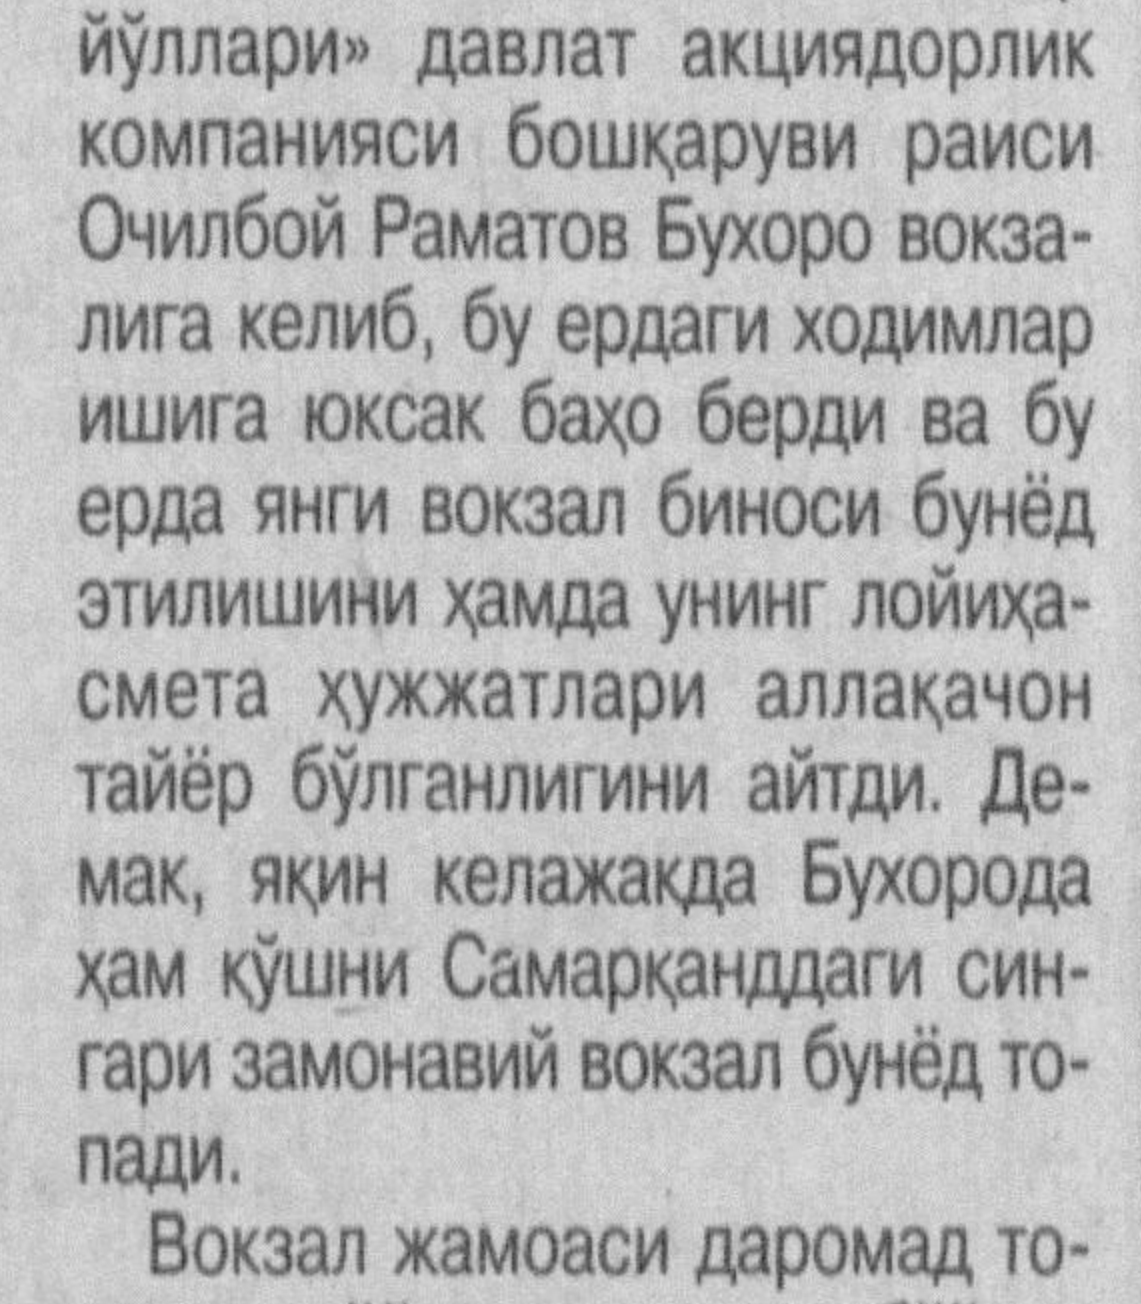 йўллари» давлат акциядорлик
компанияси бошқаруви раиси
Очилбой Раматов Бухоро вокза-
лига келиб, бу ердаги ходимлар
ишига юксак баҳо берди ва бу
ерда янги вокзал биноси бунёд
этилишини ҳамда унинг лойиҳа-
смета ҳужжатлари аллақачон
тайёр бўлганлигини айтди. Де-
мак, яқин келажакда Бухорода
ҳам қўшни Самарқанддаги син-
гари замонавий вокзал бунёд то-
пади.
Вокзал жамоаси даромад то-